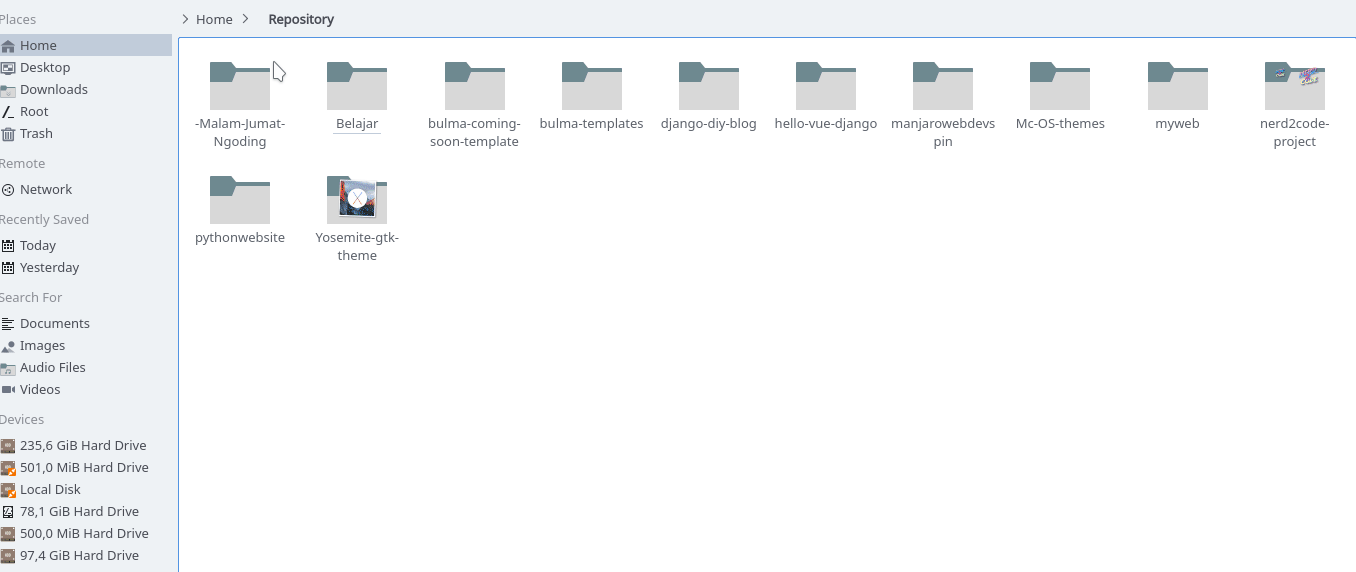 Places
Home
Desktop
Downloads
Root
Trash
Remote
Network
Recently Saved
Today
Yesterday
Search For
Documents
Images
Audio Files
Videos
Devices
235,6 GiB Hard Drive
501,0 MiB Hard Drive
Local Disk
78,1 GiB Hard Drive
500,0 MiB Hard Drive
97,4 GiB Hard Drive
Home Repository
-Malam-Jumat-
Ngoding
Belajar
bulma-coming-
soon-template
bulma-templates
django-diy-blog
hello-vue-django
manjarowebdevs
pin
Mc-OS-themes
myweb
nerd2code-
project
pythonwebsite
Yosemite-gtk-
theme